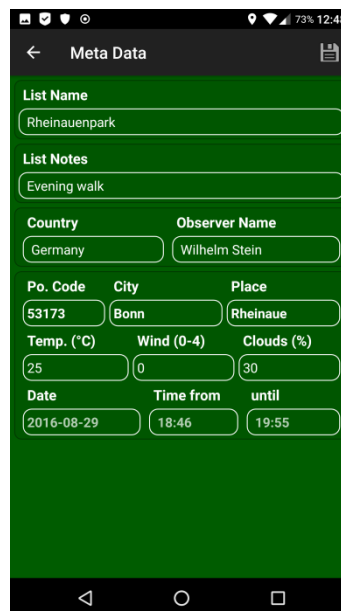 73% 12:48
Meta Data
List Name
Rheinauenpark
List Notes
Evening walk
Country Observer Name
Germany Wilhelm Stein
Po. Code City Place
53173 Bonn Rheinaue
Temp. (°C) Wind (0-4) Clouds (%)
25 0 30
Date Time from until
2016-08-29 18:46 19:55